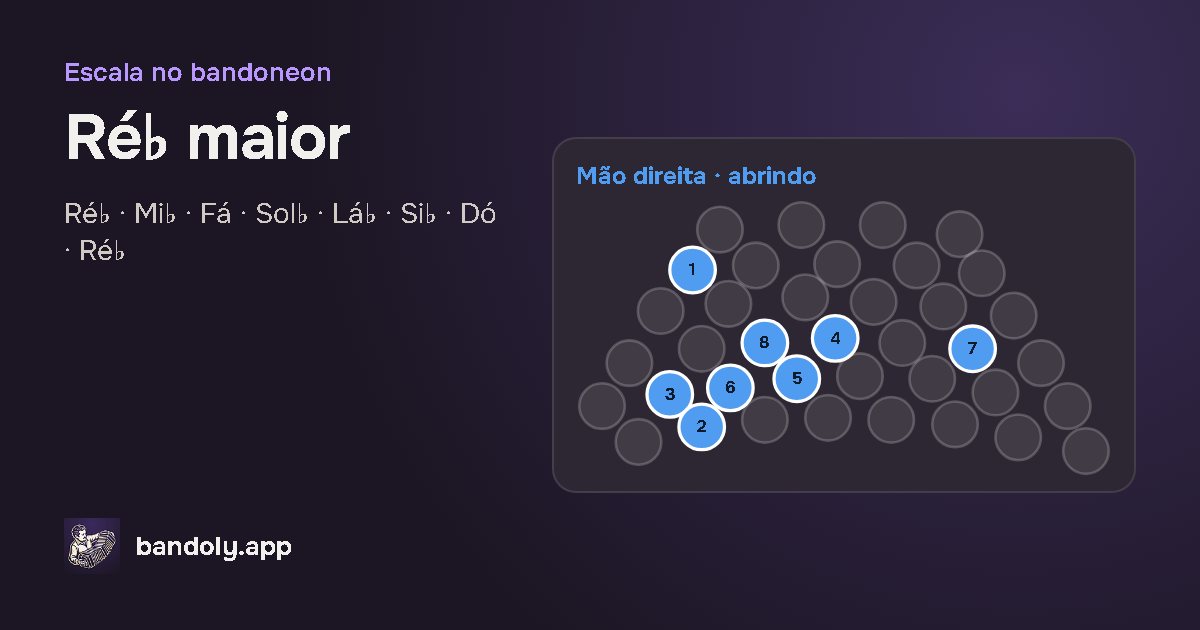 Escala no bandoneon
Ré♭ maior
Ré♭ · Mi♭ · Fá · Sol♭ · Lá♭ · Si♭ · Dó
· Ré♭
Mão direita · abrindo
1
8
4
7
5
6
3
2
bandoly.app